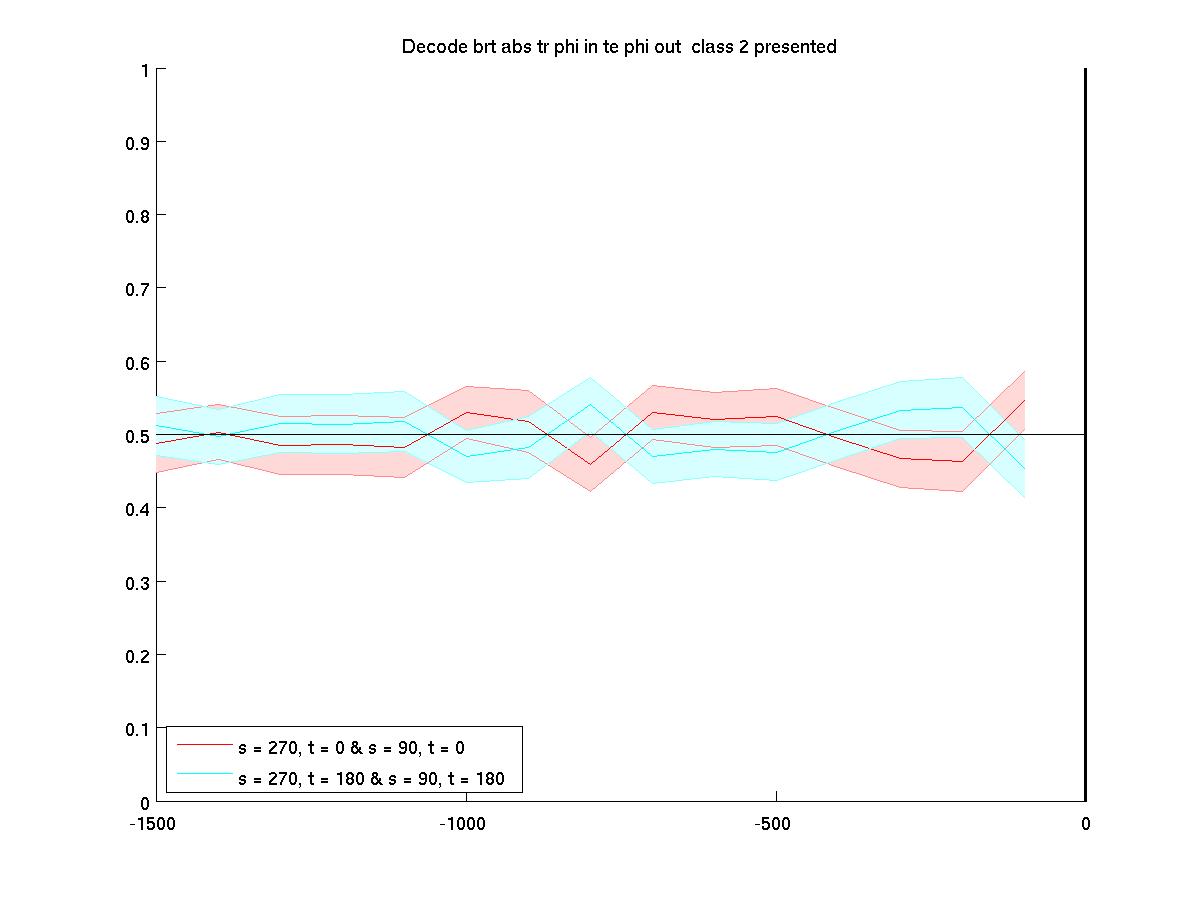 Decode brt abs tr phi in te phi out  class 2 presented
1
0.9
0.8
0.7
0.6
0.5
0.4
0.3
0.2
0.1
0
s = 270, t = 0 & s = 90, t = 0
s = 270, t = 180 & s = 90, t = 180
-1500 -1000 -500 0